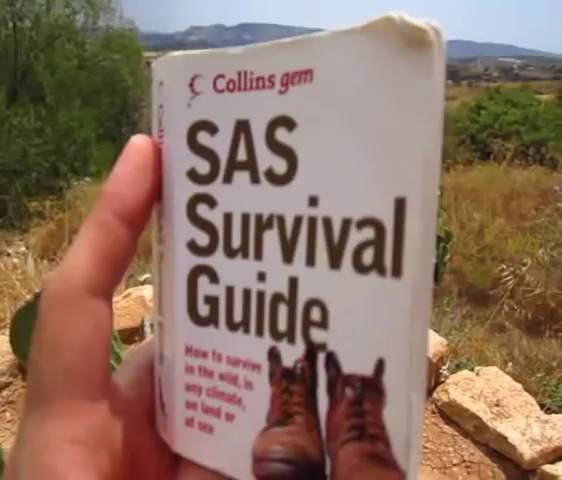 Collins gem
SAS
Survival
Guide
How to survive
in the wild, in
any climate,
on land or
at sea